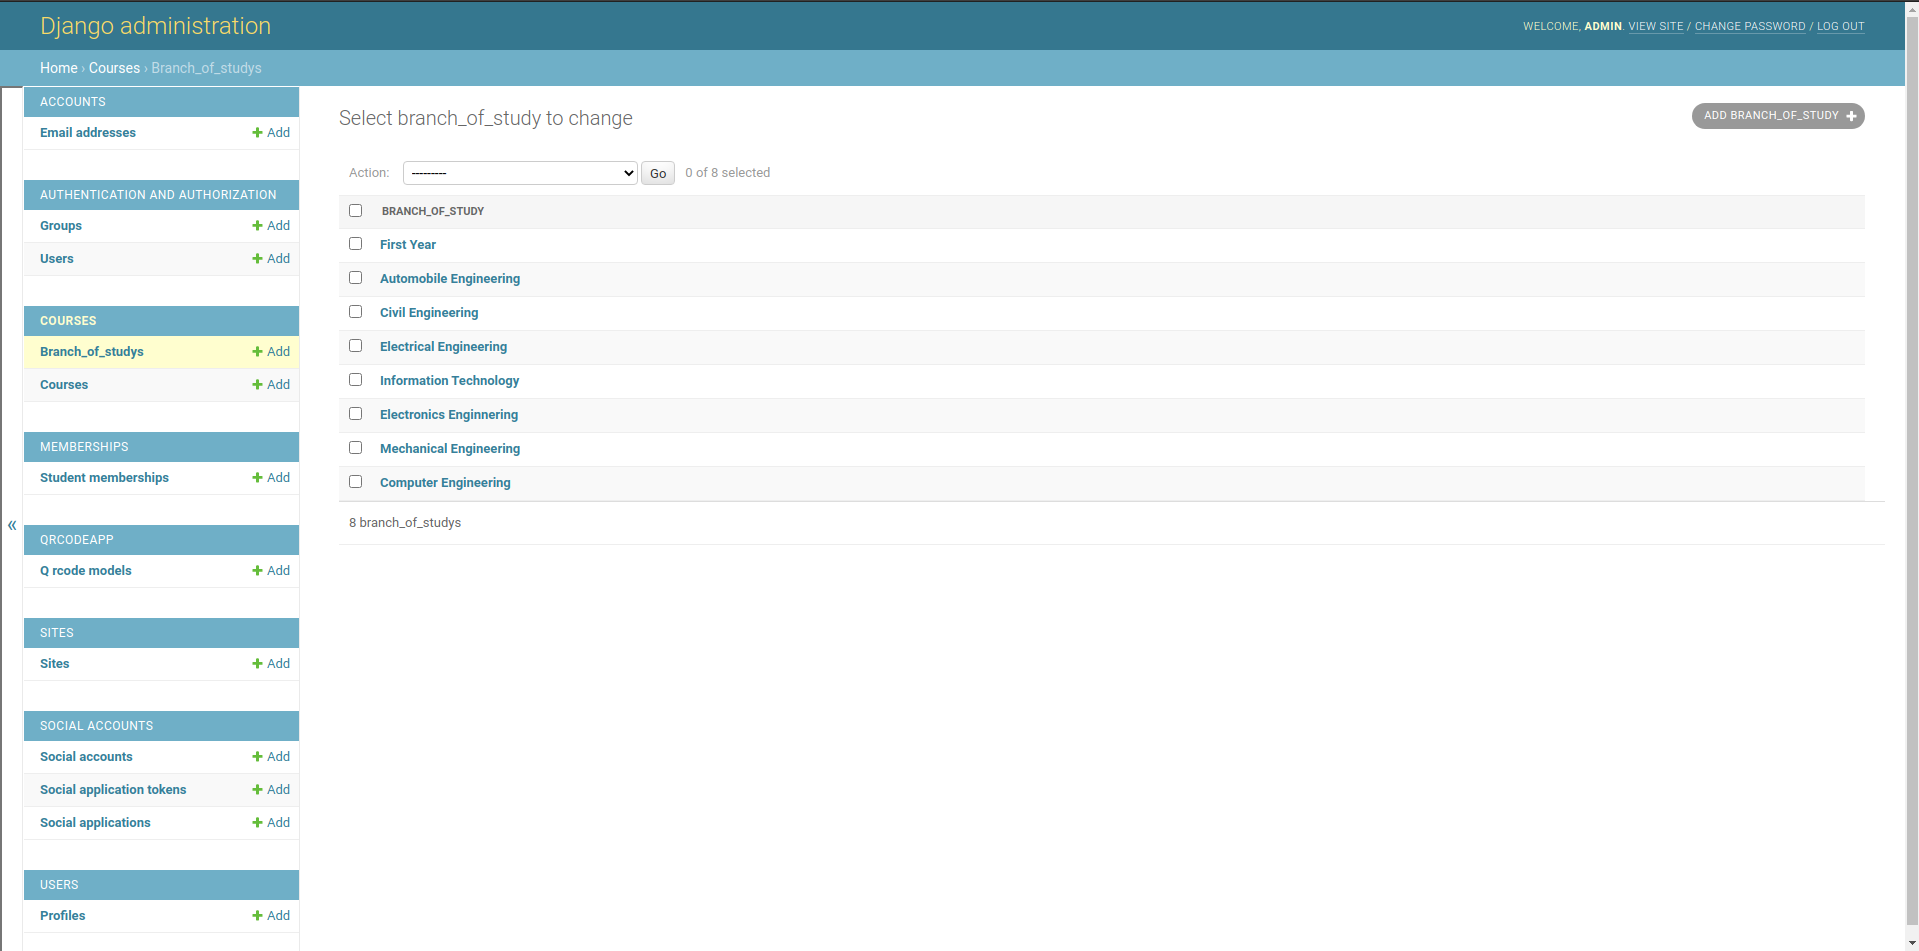 Django administration
WELCOME, ADMIN. VIEW SITE / CHANGE PASSWORD / LOG OUT
Home › Courses › Branch_of_studys
ACCOUNTS
Email addresses + Add
AUTHENTICATION AND AUTHORIZATION
Groups + Add
Users + Add
COURSES
Branch_of_studys + Add
Courses + Add
MEMBERSHIPS
Student memberships + Add
«
QRCODEAPP
Q rcode models + Add
SITES
Sites + Add
SOCIAL ACCOUNTS
Social accounts + Add
Social application tokens + Add
Social applications + Add
USERS
Profiles + Add
Select branch_of_study to change
ADD BRANCH_OF_STUDY +
Action: --------- Go 0 of 8 selected
BRANCH_OF_STUDY
First Year
Automobile Engineering
Civil Engineering
Electrical Engineering
Information Technology
Electronics Enginnering
Mechanical Engineering
Computer Engineering
8 branch_of_studys